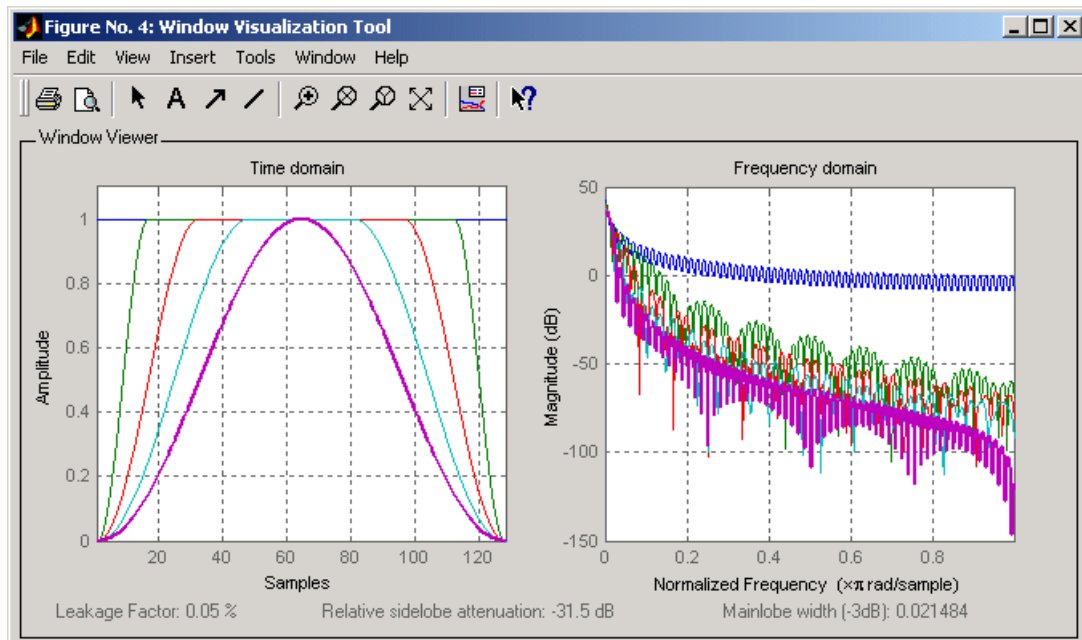 Figure No. 4: Window Visualization Tool
File Edit View Insert Tools Window Help
A
?
Window Viewer
Time domain
Frequency domain
1
0.8
0.6
0.4
0.2
0
20 40 60 80 100 120
Amplitude
Samples
50
0
-50
-100
-150
0 0.2 0.4 0.6 0.8
Magnitude (dB)
Normalized Frequency (×π rad/sample)
Leakage Factor: 0.05 % Relative sidelobe attenuation: -31.5 dB Mainlobe width (-3dB): 0.021484